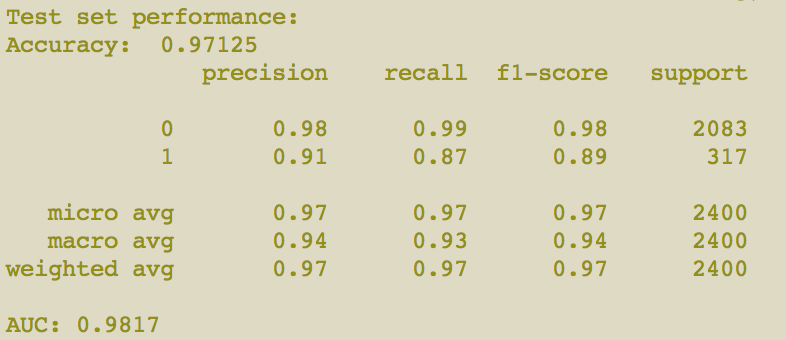 Test set performance:
Accuracy:  0.97125
              precision    recall  f1-score   support

           0       0.98      0.99      0.98      2083
           1       0.91      0.87      0.89       317

   micro avg       0.97      0.97      0.97      2400
   macro avg       0.94      0.93      0.94      2400
weighted avg       0.97      0.97      0.97      2400

AUC: 0.9817